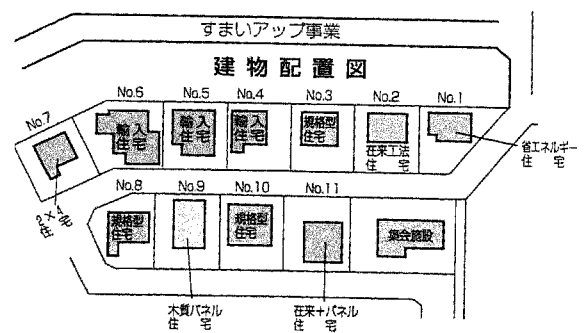 すまいアップ事業
建物配置図
No.7
No.6
No.5
No.4
No.3
No.2
No.1
輸入
住宅
輸入
住宅
輸入
住宅
規格型
住宅
在来工法
住宅
省エネルギー
住宅
2×4
住宅
No.8
No.9
No.10
No.11
規格型
住宅
規格型
住宅
集会施設
木質パネル
住宅
在来+パネル
住宅